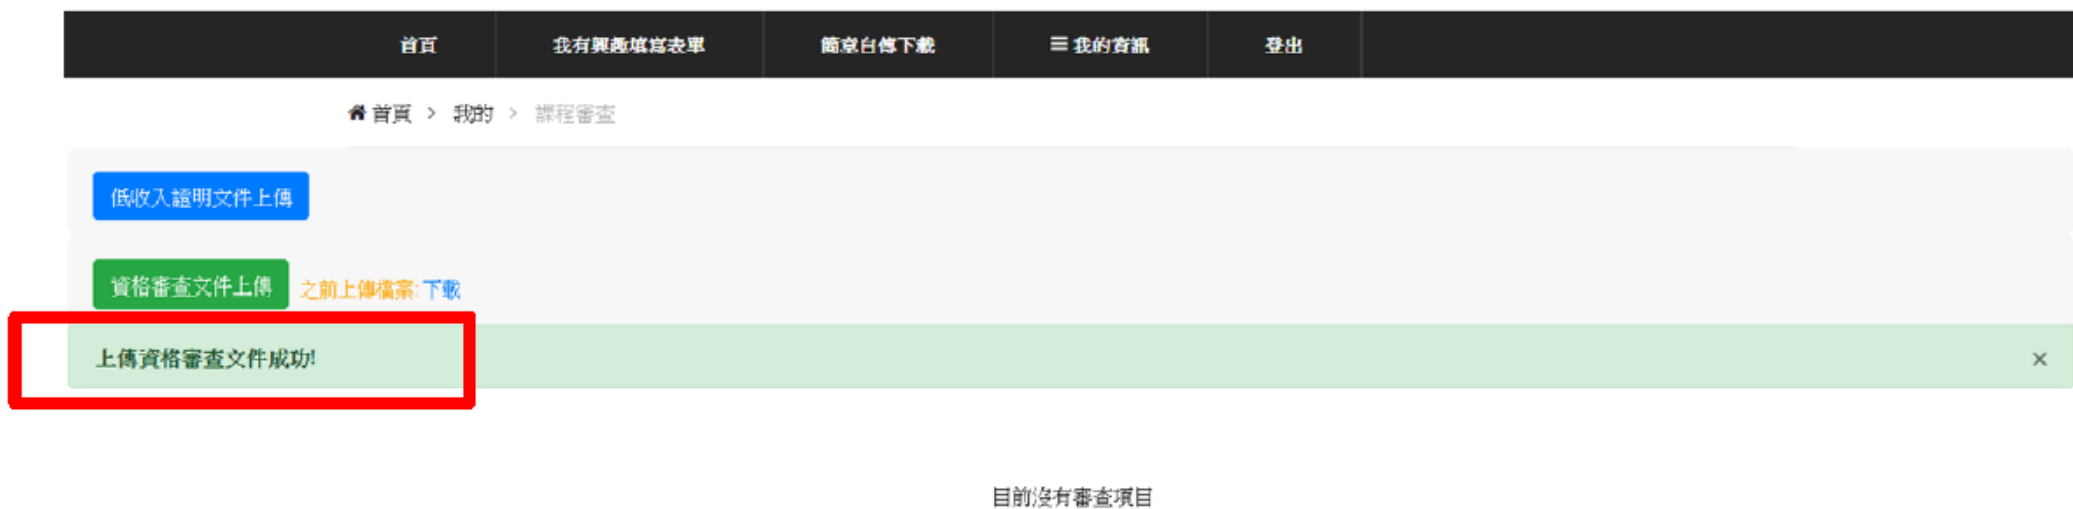 首頁 我有興趣填寫表單 簡章自傳下載 我的資訊 登出
首頁 > 我的 > 課程審查
低收入證明文件上傳
資格審查文件上傳 之前上傳檔案: 下載
上傳資格審查文件成功! ×
目前沒有審查項目